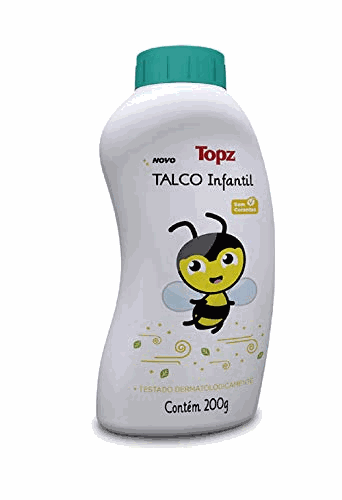 NOVO
Topz
TALCO Infantil
Sem
Corantes
• TESTADO DERMATOLOGICAMENTE
Contém 200g